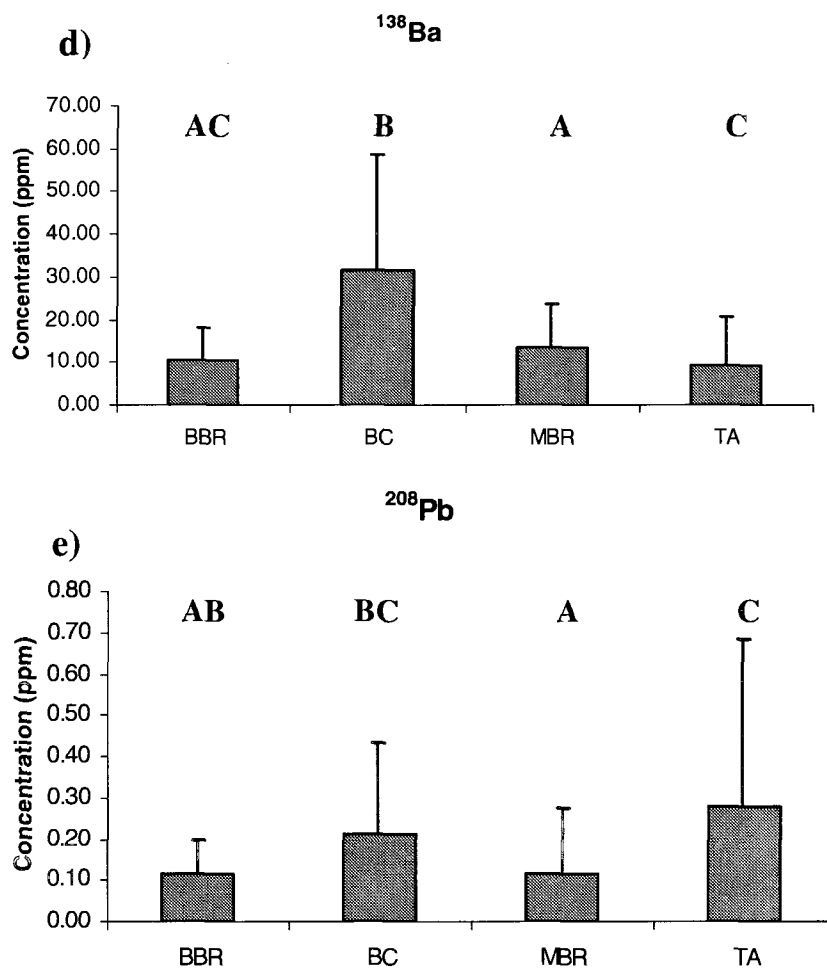 d)
¹³⁸Ba
Concentration (ppm)
70.00
60.00
50.00
40.00
30.00
20.00
10.00
0.00
AC B A C
BBR BC MBR TA
²⁰⁸Pb
e)
Concentration (ppm)
0.80
0.70
0.60
0.50
0.40
0.30
0.20
0.10
0.00
AB BC A C
BBR BC MBR TA